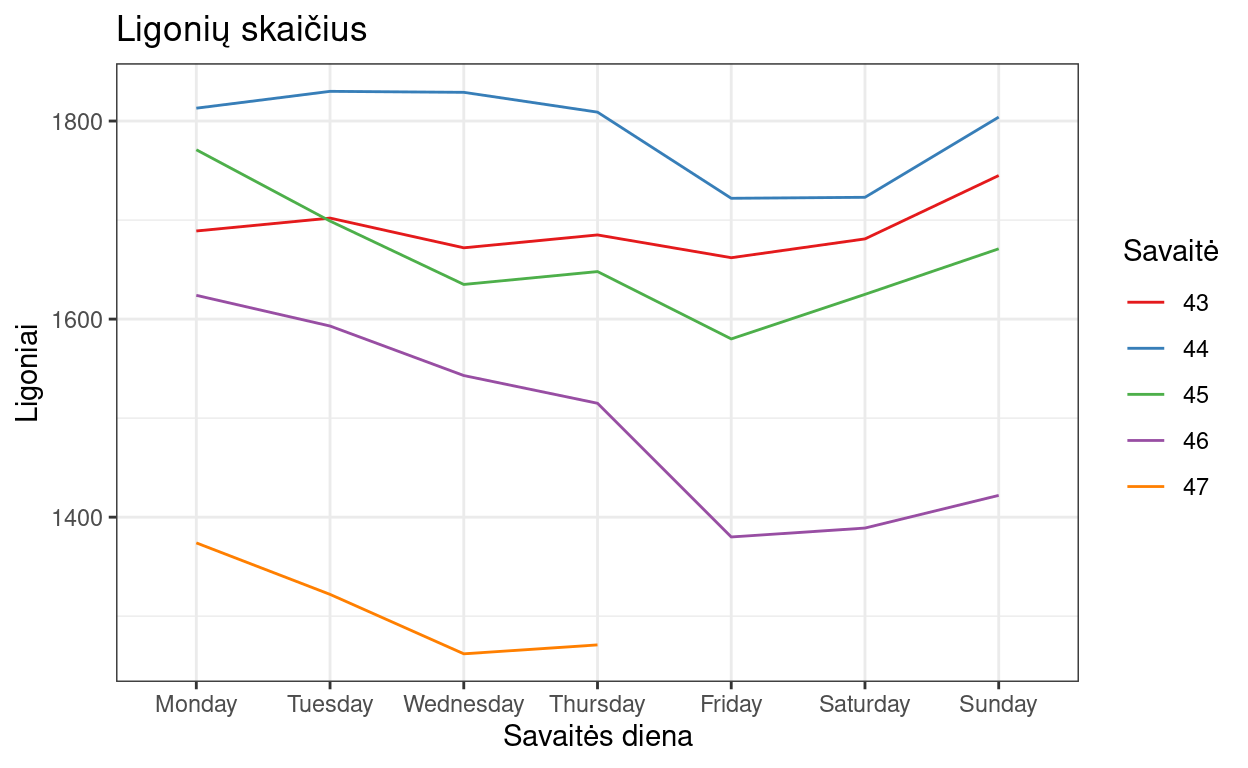 Ligonių skaičius
1800
1600
1400
Ligoniai
Monday Tuesday Wednesday Thursday Friday Saturday Sunday
Savaitės diena
Savaitė
43
44
45
46
47